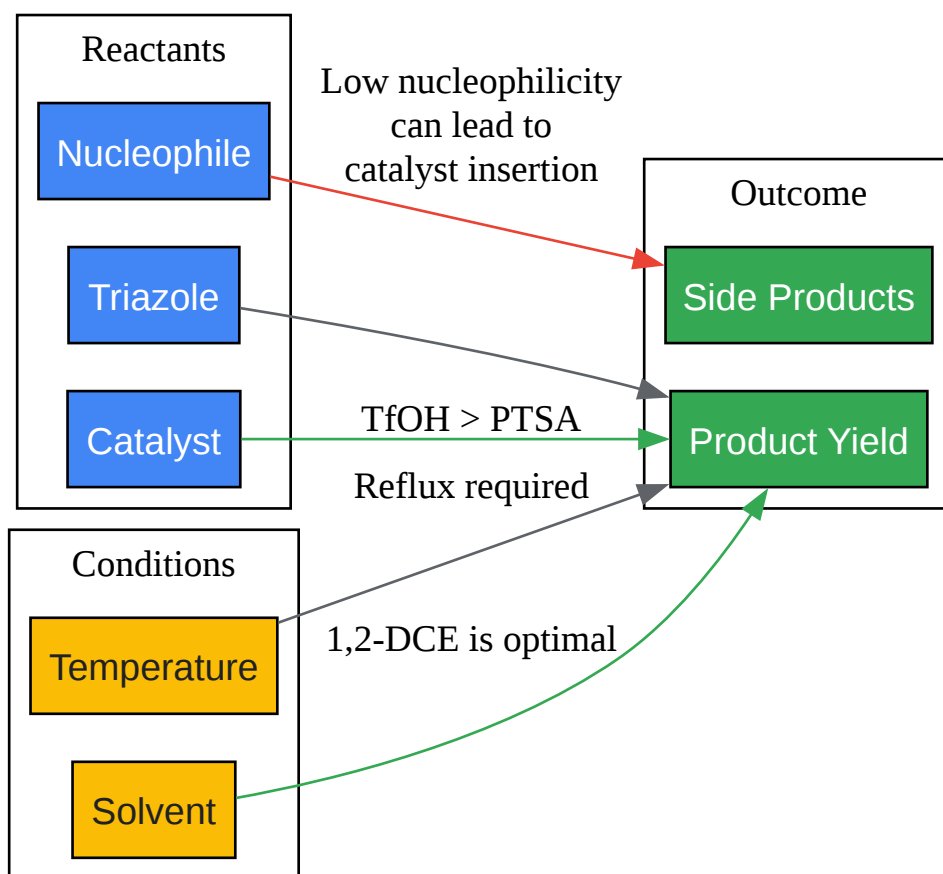 Reactants
Nucleophile
Triazole
Catalyst
Low nucleophilicity
can lead to
catalyst insertion
TfOH > PTSA
Reflux required
1,2-DCE is optimal
Outcome
Side Products
Product Yield
Conditions
Temperature
Solvent